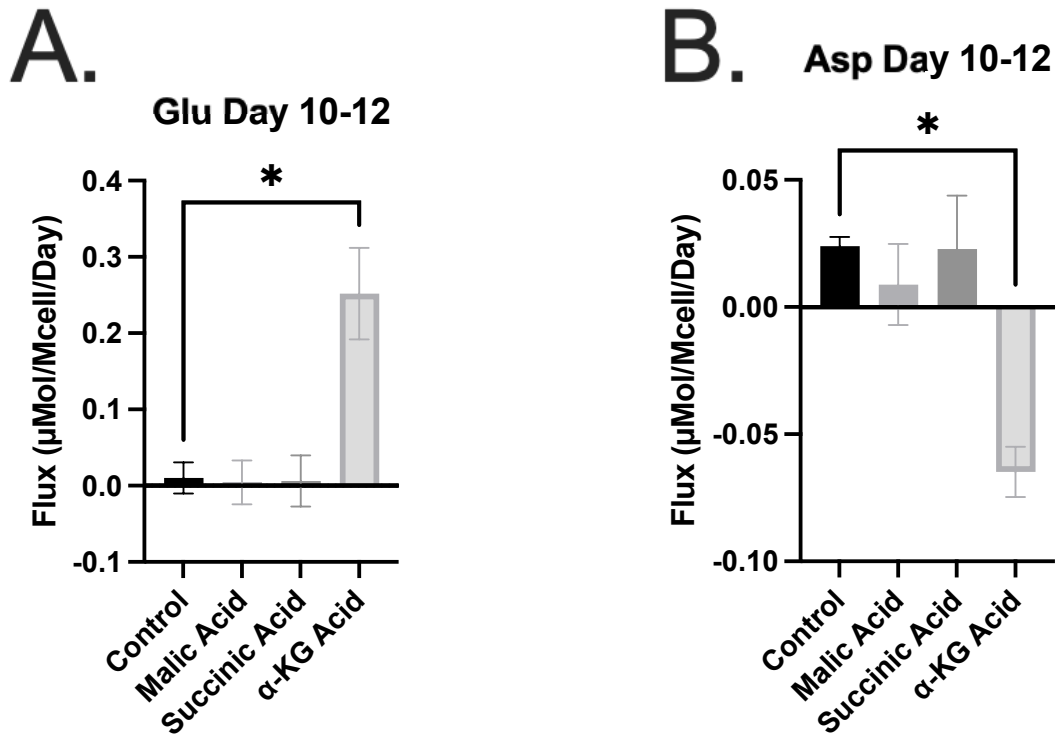 A.
Glu Day 10-12
*
Flux (μMol/Mcell/Day)
0.4
0.3
0.2
0.1
0.0
-0.1
Control
Malic Acid
Succinic Acid
α-KG Acid
B.
Asp Day 10-12
*
Flux (μMol/Mcell/Day)
0.05
0.00
-0.05
-0.10
Control
Malic Acid
Succinic Acid
α-KG Acid